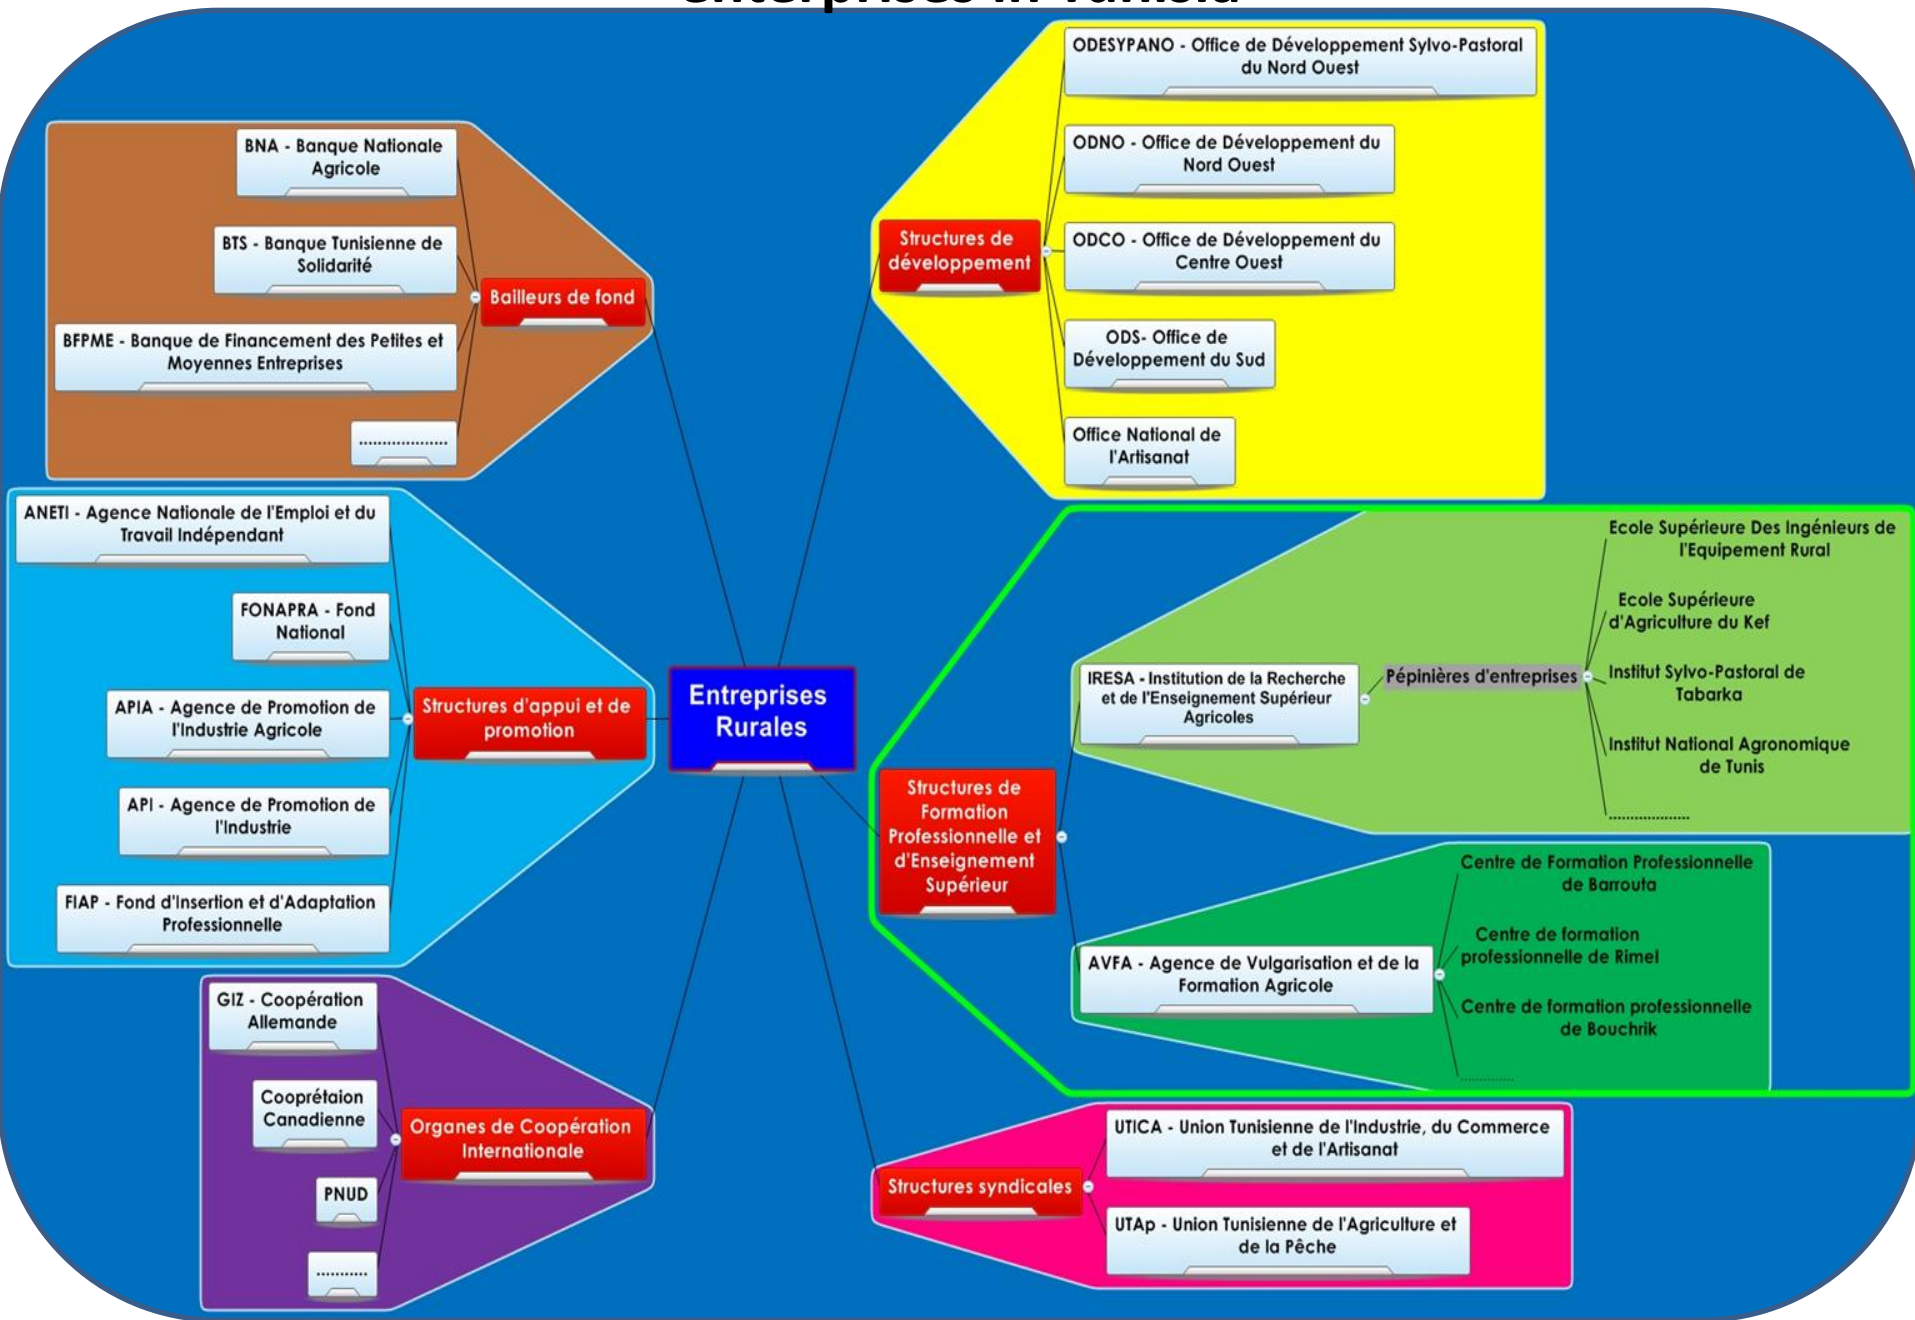 enterprises in Tunisia
BNA - Banque Nationale
Agricole
BTS - Banque Tunisienne de
Solidarité
BFPME - Banque de Financement des Petites et
Moyennes Entreprises
...................
Bailleurs de fond
ANETI - Agence Nationale de l'Emploi et du
Travail Indépendant
FONAPRA - Fond
National
APIA - Agence de Promotion de
l'Industrie Agricole
API - Agence de Promotion de
l'Industrie
FIAP - Fond d'Insertion et d'Adaptation
Professionnelle
Structures d'appui et de
promotion
GIZ - Coopération
Allemande
Cooprétaion
Canadienne
PNUD
...........
Organes de Coopération
Internationale
Entreprises
Rurales
Structures de
développement
ODESYPANO - Office de Développement Sylvo-Pastoral
du Nord Ouest
ODNO - Office de Développement du
Nord Ouest
ODCO - Office de Développement du
Centre Ouest
ODS- Office de
Développement du Sud
Office National de
l'Artisanat
Structures de
Formation
Professionnelle et
d'Enseignement
Supérieur
IRESA - Institution de la Recherche
et de l'Enseignement Supérieur
Agricoles
Pépinières d'entreprises
Ecole Supérieure Des Ingénieurs de
l'Equipement Rural
Ecole Supérieure
d'Agriculture du Kef
Institut Sylvo-Pastoral de
Tabarka
Institut National Agronomique
de Tunis
....................
AVFA - Agence de Vulgarisation et de la
Formation Agricole
Centre de Formation Professionnelle
de Barrouta
Centre de formation
professionnelle de Rimel
Centre de formation professionnelle
de Bouchrik
..............
Structures syndicales
UTICA - Union Tunisienne de l'Industrie, du Commerce
et de l'Artisanat
UTAp - Union Tunisienne de l'Agriculture et
de la Pêche